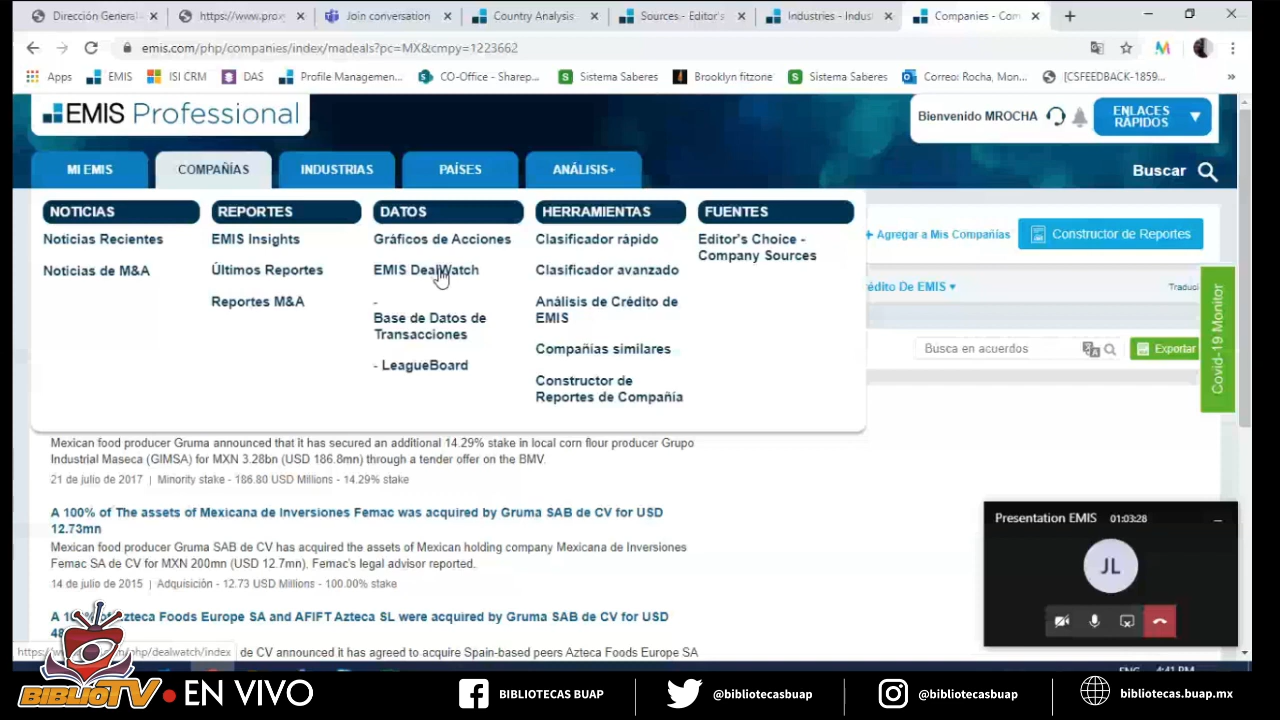 Dirección General
https://www.prox
Join conversation
Country Analysis
Sources - Editor's
Industries - Indus
Companies - Com
emis.com/php/companies/index/madeals?pc=MX&cmpy=1223662
Apps
EMIS
ISI CRM
DAS
Profile Managemen...
CO-Office - Sharep...
Sistema Saberes
Brooklyn fitzone
Sistema Saberes
Correo: Rocha, Mon...
[CSFEEDBACK-1859...
»
EMIS Professional
Bienvenido MROCHA
ENLACES
RÁPIDOS
MI EMIS
COMPAÑÍAS
INDUSTRIAS
PAÍSES
ANÁLISIS+
Buscar
NOTICIAS
REPORTES
DATOS
HERRAMIENTAS
FUENTES
Noticias Recientes
Noticias de M&A
EMIS Insights
Últimos Reportes
Reportes M&A
Gráficos de Acciones
EMIS DealWatch
-
Base de Datos de
Transacciones
- LeagueBoard
Clasificador rápido
Clasificador avanzado
Análisis de Crédito de
EMIS
Compañías similares
Constructor de
Reportes de Compañía
Editor's Choice -
Company Sources
+ Agregar a Mis Compañías
Constructor de Reportes
édito De EMIS
Traduci
Busca en acuerdos
Exportar
Covid-19 Monitor
Mexican food producer Gruma announced that it has secured an additional 14.29% stake in local corn flour producer Grupo
Industrial Maseca (GIMSA) for MXN 3.28bn (USD 186.8mn) through a tender offer on the BMV.
21 de julio de 2017 | Minority stake - 186.80 USD Millions - 14.29% stake
A 100% of The assets of Mexicana de Inversiones Femac was acquired by Gruma SAB de CV for USD
12.73mn
Mexican food producer Gruma SAB de CV has acquired the assets of Mexican holding company Mexicana de Inversiones
Femac SA de CV for MXN 200mn (USD 12.7mn), Femac's legal advisor reported.
14 de julio de 2015 | Adquisición - 12.73 USD Millions - 100.00% stake
A 1 of Azteca Foods Europe SA and AFIFT Azteca SL were acquired by Gruma SAB de CV for USD
de CV announced it has agreed to acquire Spain-based peers Azteca Foods Europe SA
Presentation EMIS 01:03:28
JL
om/php/dealwatch/index
ENG
4:41 PM
BIBLIOTV
EN VIVO
BIBLIOTECAS BUAP
@bibliotecasbuap
@bibliotecasbuap
bibliotecas.buap.mx